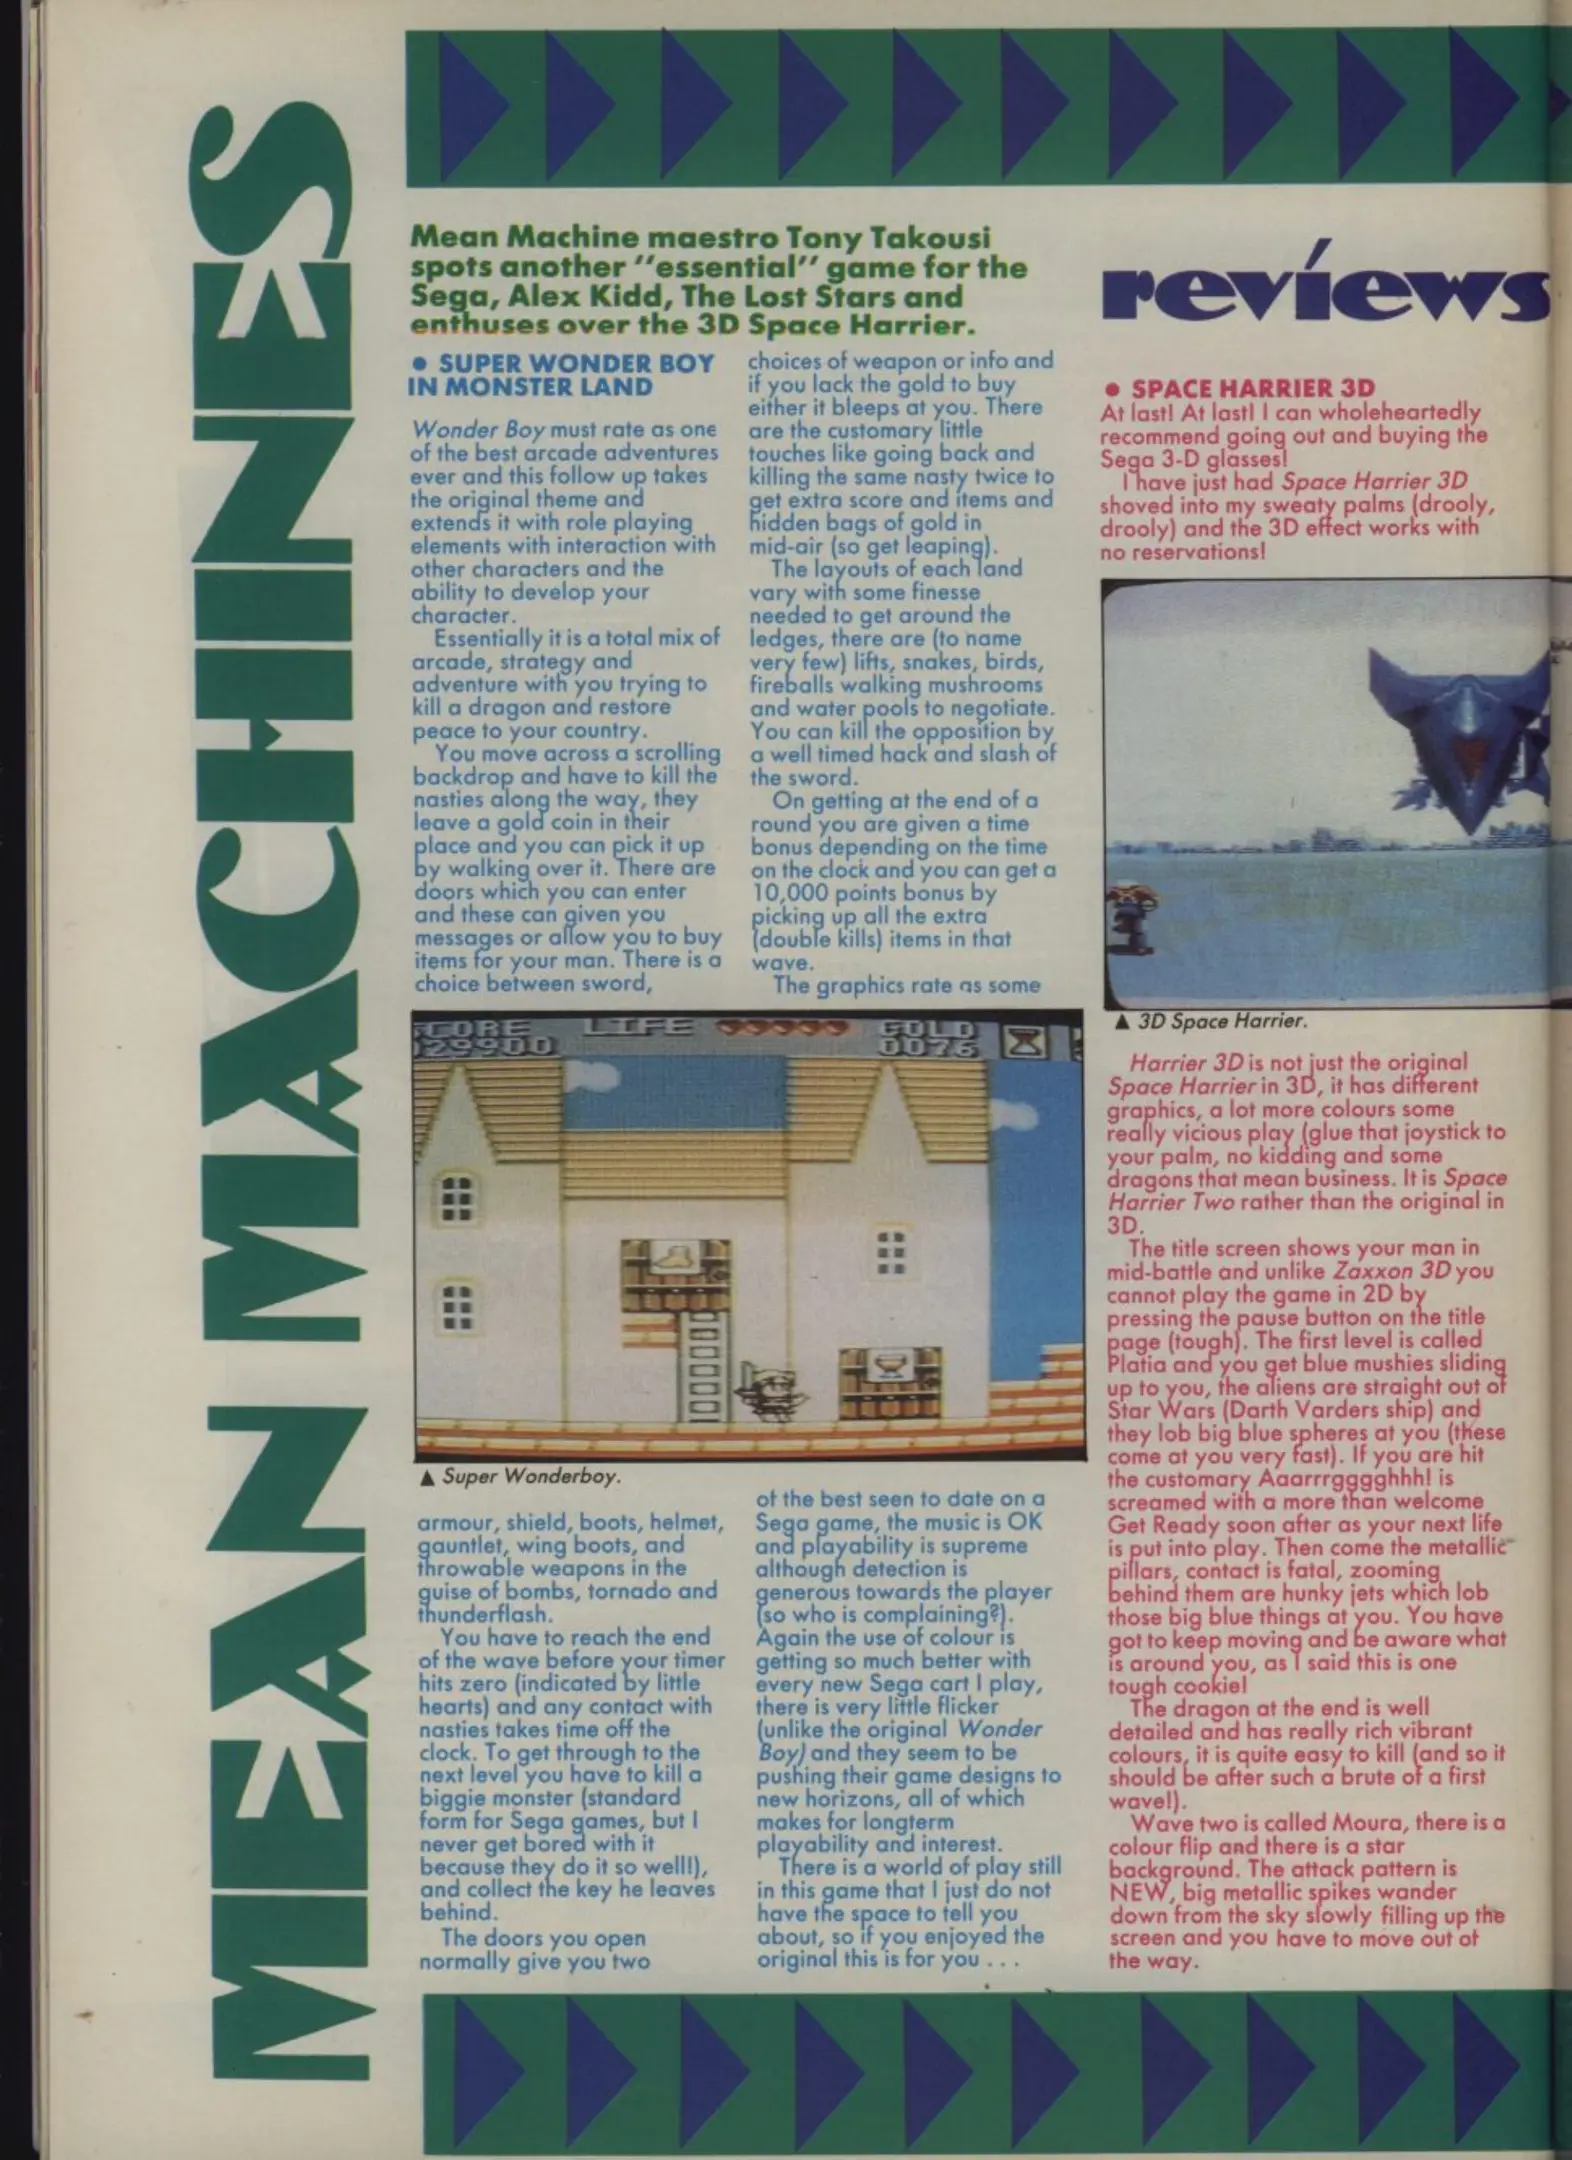 MEAN MACHINES
Mean Machine maestro Tony Takousi
spots another "essential" game for the
Sega, Alex Kidd, The Lost Stars and
enthuses over the 3D Space Harrier.
reviews
● SUPER WONDER BOY
IN MONSTER LAND
Wonder Boy must rate as one
of the best arcade adventures
ever and this follow up takes
the original theme and
extends it with role playing
elements with interaction with
other characters and the
ability to develop your
character.
Essentially it is a total mix of
arcade, strategy and
adventure with you trying to
kill a dragon and restore
peace to your country.
You move across a scrolling
backdrop and have to kill the
nasties along the way, they
leave a gold coin in their
place and you can pick it up
by walking over it. There are
doors which you can enter
and these can given you
messages or allow you to buy
items for your man. There is a
choice between sword,
armour, shield, boots, helmet,
gauntlet, wing boots, and
throwable weapons in the
guise of bombs, tornado and
thunderflash.
You have to reach the end
of the wave before your timer
hits zero (indicated by little
hearts) and any contact with
nasties takes time off the
clock. To get through to the
next level you have to kill a
biggie monster (standard
form for Sega games, but I
never get bored with it
because they do it so well!),
and collect the key he leaves
behind.
The doors you open
normally give you two
choices of weapon or info and
if you lack the gold to buy
either it bleeps at you. There
are the customary little
touches like going back and
killing the same nasty twice to
get extra score and items and
hidden bags of gold in
mid-air (so get leaping).
The layouts of each land
vary with some finesse
needed to get around the
ledges, there are (to name
very few) lifts, snakes, birds,
fireballs walking mushrooms
and water pools to negotiate.
You can kill the opposition by
a well timed hack and slash of
the sword.
On getting at the end of a
round you are given a time
bonus depending on the time
on the clock and you can get a
10,000 points bonus by
picking up all the extra
(double kills) items in that
wave.
The graphics rate as some
of the best seen to date on a
Sega game, the music is OK
and playability is supreme
although detection is
generous towards the player
(so who is complaining?).
Again the use of colour is
getting so much better with
every new Sega cart I play,
there is very little flicker
(unlike the original Wonder
Boy) and they seem to be
pushing their game designs to
new horizons, all of which
makes for longterm
playability and interest.
There is a world of play still
in this game that I just do not
have the space to tell you
about, so if you enjoyed the
original this is for you . . .
SCORE LIFE GOLD
29900 0076
▲ Super Wonderboy.
● SPACE HARRIER 3D
At last! At last! I can wholeheartedly
recommend going out and buying the
Sega 3-D glasses!
I have just had Space Harrier 3D
shoved into my sweaty palms (drooly,
drooly) and the 3D effect works with
no reservations!
▲ 3D Space Harrier.
Harrier 3D is not just the original
Space Harrier in 3D, it has different
graphics, a lot more colours some
really vicious play (glue that joystick to
your palm, no kidding and some
dragons that mean business. It is Space
Harrier Two rather than the original in
3D.
The title screen shows your man in
mid-battle and unlike Zaxxon 3D you
cannot play the game in 2D by
pressing the pause button on the title
page (tough). The first level is called
Platia and you get blue mushies sliding
up to you, the aliens are straight out of
Star Wars (Darth Varders ship) and
they lob big blue spheres at you (these
come at you very fast). If you are hit
the customary Aaarrrggggghhh! is
screamed with a more than welcome
Get Ready soon after as your next life
is put into play. Then come the metallic
pillars, contact is fatal, zooming
behind them are hunky jets which lob
those big blue things at you. You have
got to keep moving and be aware what
is around you, as I said this is one
tough cookie!
The dragon at the end is well
detailed and has really rich vibrant
colours, it is quite easy to kill (and so it
should be after such a brute of a first
wave!).
Wave two is called Moura, there is a
colour flip and there is a star
background. The attack pattern is
NEW, big metallic spikes wander
down from the sky slowly filling up the
screen and you have to move out of
the way.